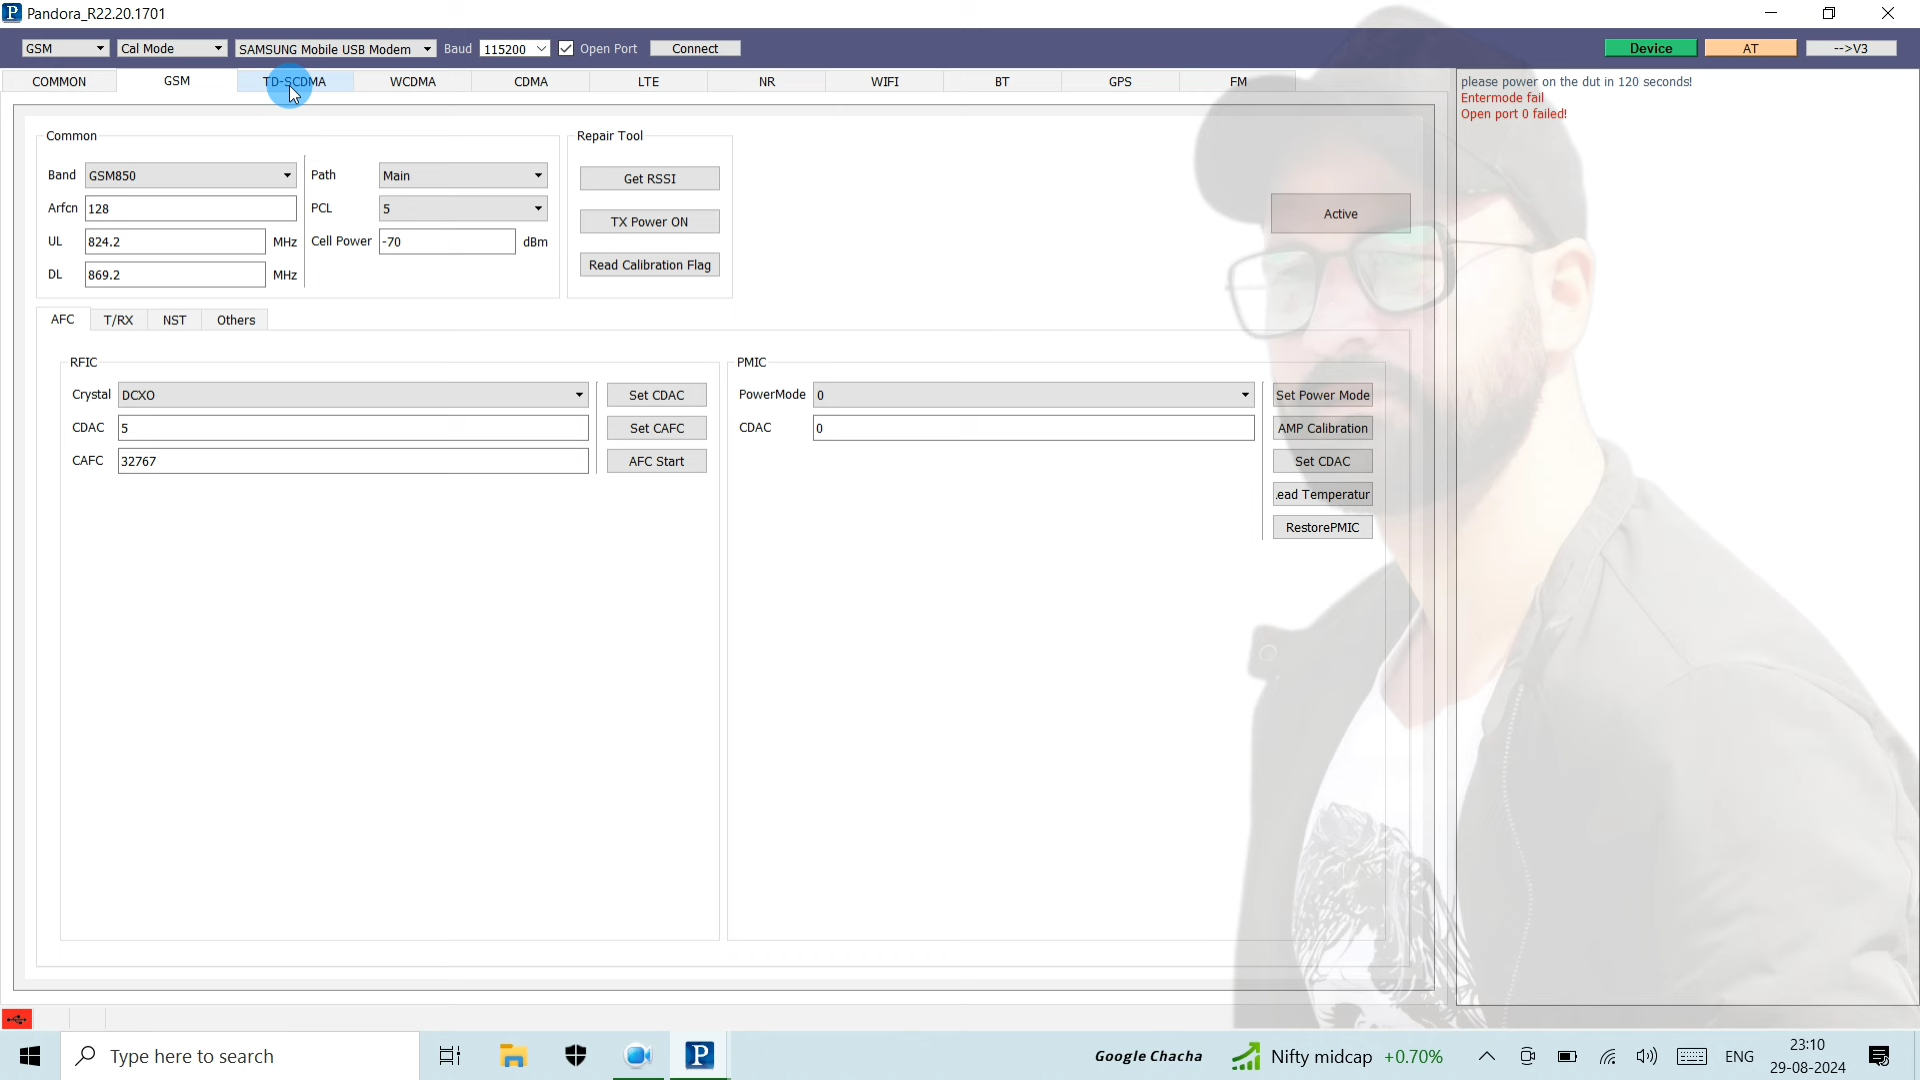 Pandora_R22.20.1701
GSM Cal Mode SAMSUNG Mobile USB Modem Baud 115200 Open Port Connect Device AT -->V3
COMMON GSM TD-SCDMA WCDMA CDMA LTE NR WIFI BT GPS FM
please power on the dut in 120 seconds!
Entermode fail
Open port 0 failed!
Common
Band GSM850 Path Main
Arfcn 128 PCL 5
UL 824.2 MHz Cell Power -70 dBm
DL 869.2 MHz
Repair Tool
Get RSSI
TX Power ON
Read Calibration Flag
Active
AFC T/RX NST Others
RFIC
Crystal DCXO Set CDAC
CDAC 5 Set CAFC
CAFC 32767 AFC Start
PMIC
PowerMode 0 Set Power Mode
CDAC 0 AMP Calibration
Set CDAC
ead Temperatur
RestorePMIC
Type here to search P Google Chacha Nifty midcap +0.70% ENG 23:10
29-08-2024